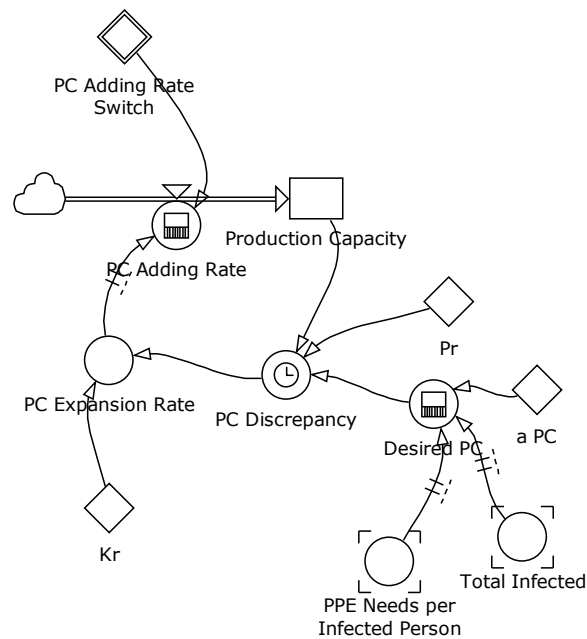 PC Adding Rate
Switch
Production Capacity
PC Adding Rate
Pr
PC Expansion Rate
PC Discrepancy
Desired PC
a PC
Kr
Total Infected
PPE Needs per
Infected Person